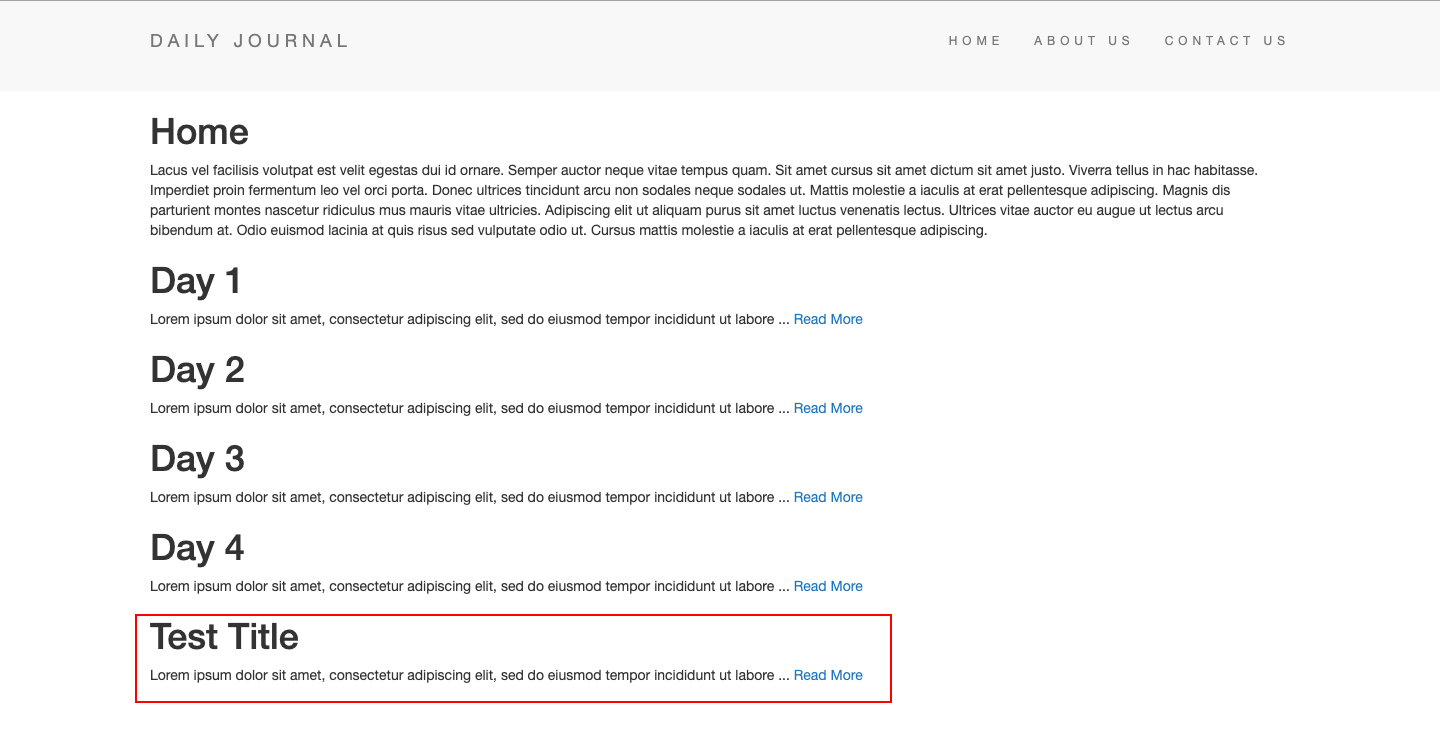 DAILY JOURNAL
HOME ABOUT US CONTACT US
Home
Lacus vel facilisis volutpat est velit egestas dui id ornare. Semper auctor neque vitae tempus quam. Sit amet cursus sit amet dictum sit amet justo. Viverra tellus in hac habitasse.
Imperdiet proin fermentum leo vel orci porta. Donec ultrices tincidunt arcu non sodales neque sodales ut. Mattis molestie a iaculis at erat pellentesque adipiscing. Magnis dis
parturient montes nascetur ridiculus mus mauris vitae ultricies. Adipiscing elit ut aliquam purus sit amet luctus venenatis lectus. Ultrices vitae auctor eu augue ut lectus arcu
bibendum at. Odio euismod lacinia at quis risus sed vulputate odio ut. Cursus mattis molestie a iaculis at erat pellentesque adipiscing.
Day 1
Lorem ipsum dolor sit amet, consectetur adipiscing elit, sed do eiusmod tempor incididunt ut labore ... Read More
Day 2
Lorem ipsum dolor sit amet, consectetur adipiscing elit, sed do eiusmod tempor incididunt ut labore ... Read More
Day 3
Lorem ipsum dolor sit amet, consectetur adipiscing elit, sed do eiusmod tempor incididunt ut labore ... Read More
Day 4
Lorem ipsum dolor sit amet, consectetur adipiscing elit, sed do eiusmod tempor incididunt ut labore ... Read More
Test Title
Lorem ipsum dolor sit amet, consectetur adipiscing elit, sed do eiusmod tempor incididunt ut labore ... Read More